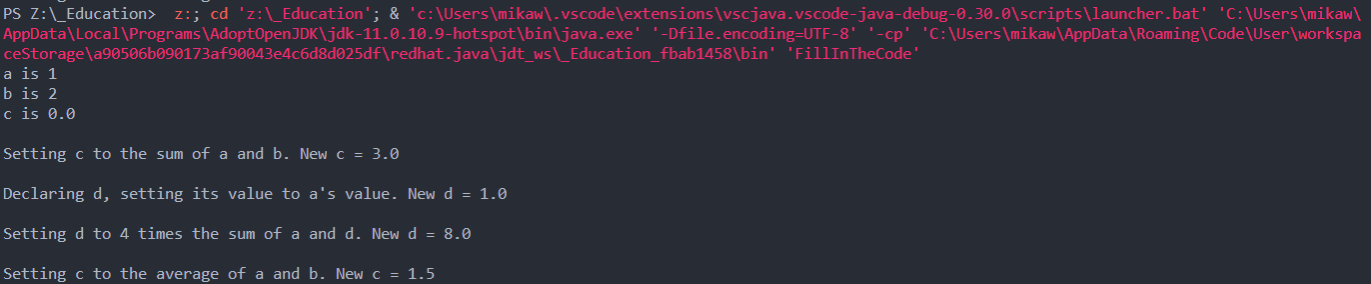 PS Z:\_Education>  z:; cd 'z:\_Education'; & 'c:\Users\mikaw\.vscode\extensions\vscjava.vscode-java-debug-0.30.0\scripts\launcher.bat' 'C:\Users\mikaw\
AppData\Local\Programs\AdoptOpenJDK\jdk-11.0.10.9-hotspot\bin\java.exe' '-Dfile.encoding=UTF-8' '-cp' 'C:\Users\mikaw\AppData\Roaming\Code\User\workspa
ceStorage\a90506b090173af90043e4c6d8d025df\redhat.java\jdt_ws\_Education_fbab1458\bin' 'FillInTheCode'
a is 1
b is 2
c is 0.0
Setting c to the sum of a and b. New c = 3.0
Declaring d, setting its value to a's value. New d = 1.0
Setting d to 4 times the sum of a and d. New d = 8.0
Setting c to the average of a and b. New c = 1.5